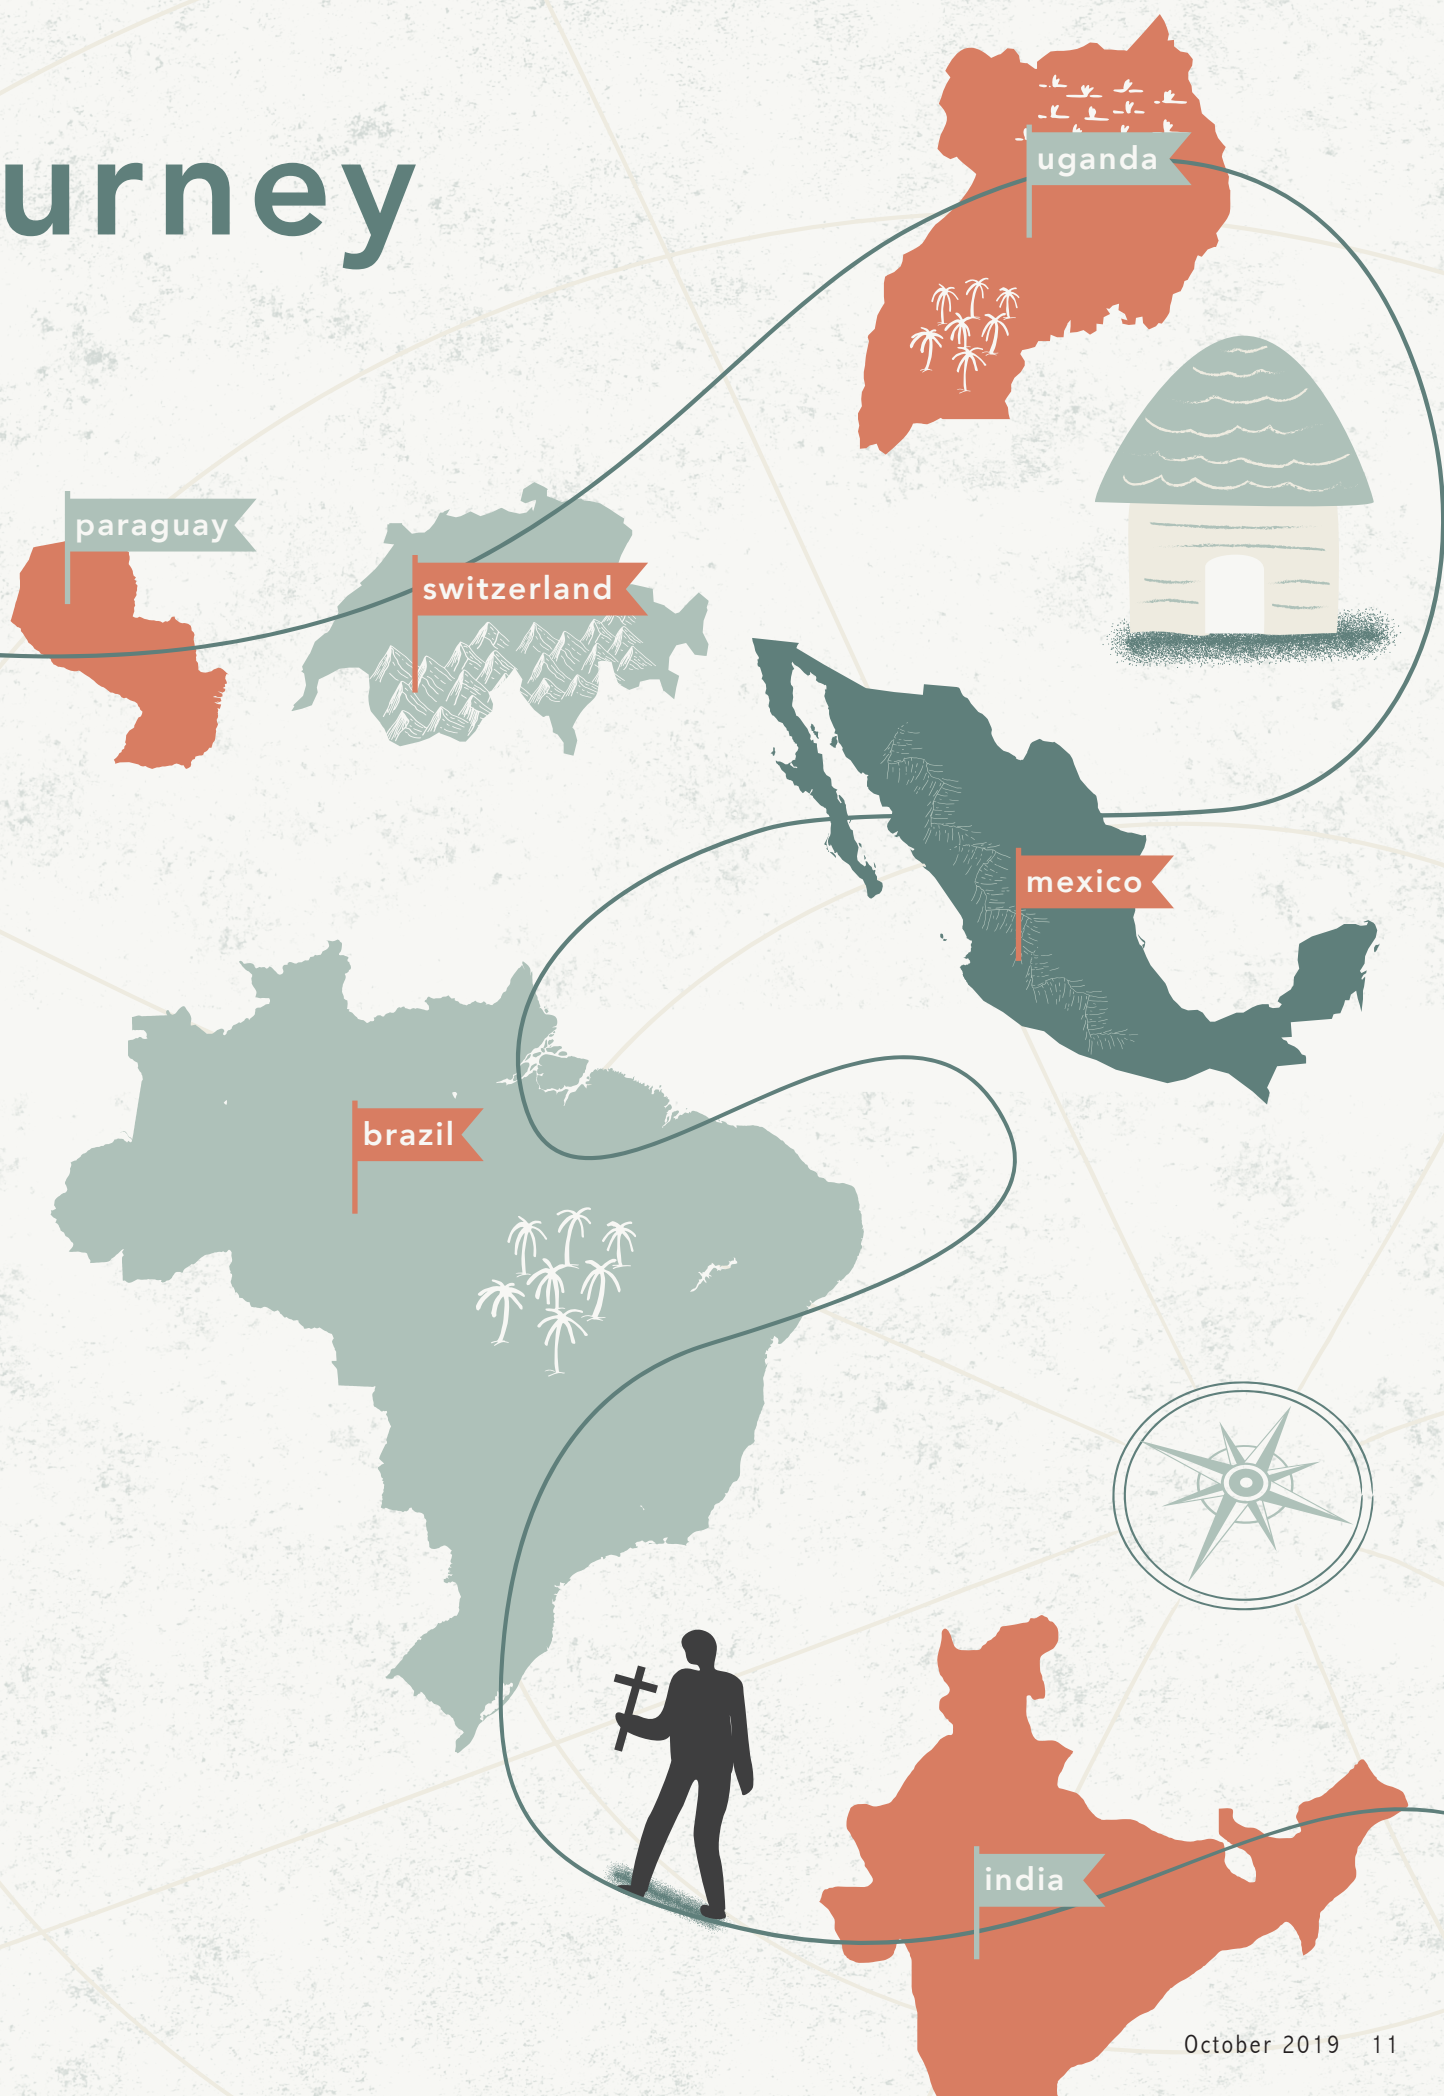 urney
uganda
paraguay
switzerland
mexico
brazil
india
October 2019 11